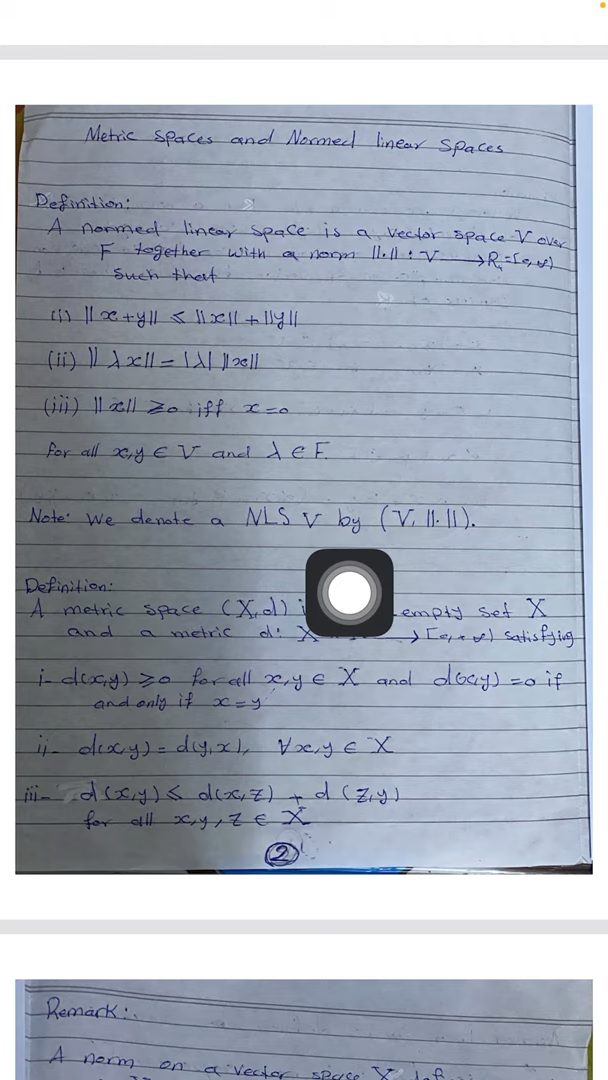 Metric Spaces and Normed linear Spaces
Definition:
A normed linear space is a vector space V over
F together with a norm ||.|| : V → R₊=[0,∞)
Such that
(i) ||x+y|| ≤ ||x|| + ||y||
(ii) ||λx|| = |λ| ||x||
(iii) ||x|| ≥0 iff x=0
for all x,y ∈ V and λ ∈ F.
Note: We denote a NLS V by (V, ||.||).
Definition:
A metric space (X,d) empty set X
and a metric d: X → [0,+∞) satisfying
i- d(x,y) ≥0 for all x,y ∈ X and d(x,y) =0 if
and only if x=y
ii- d(x,y) = d(y,x), ∀x,y ∈ X
iii- d(x,y) ≤ d(x,z) + d(z,y)
for all x,y,z ∈ X
2
Remark:.
A norm on a vector space X